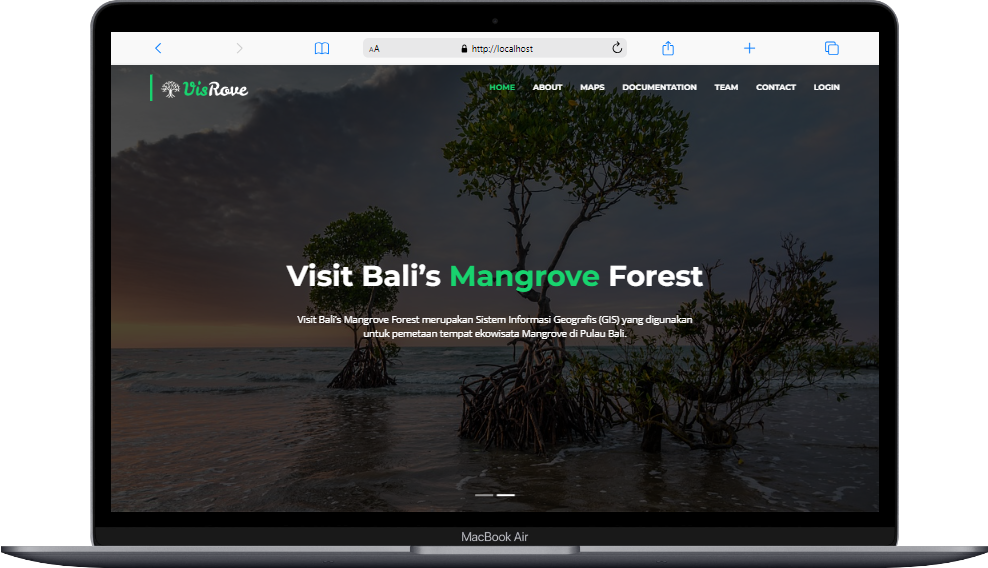 AA http://localhost
VisRove
HOME ABOUT MAPS DOCUMENTATION TEAM CONTACT LOGIN
Visit Bali’s Mangrove Forest
Visit Bali’s Mangrove Forest merupakan Sistem Informasi Geografis (GIS) yang digunakan
untuk pemetaan tempat ekowisata Mangrove di Pulau Bali.
MacBook Air